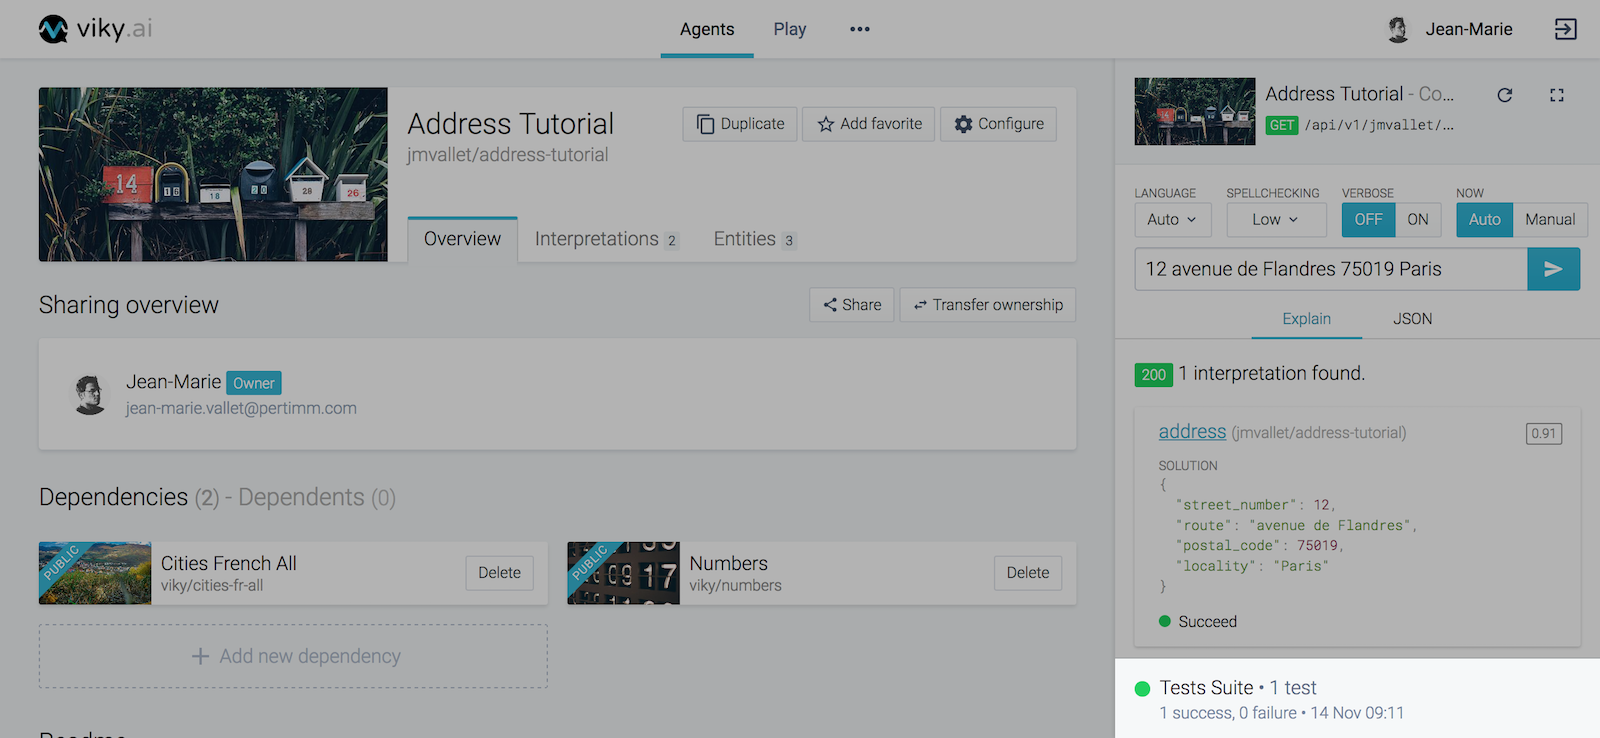 viky.ai
Agents
Play
Jean-Marie
14
16
18
20
28
26
Address Tutorial
jmvallet/address-tutorial
Duplicate
Add favorite
Configure
Overview
Interpretations 2
Entities 3
Sharing overview
Share
Transfer ownership
Jean-Marie Owner
jean-marie.vallet@pertimm.com
Dependencies (2) - Dependents (0)
PUBLIC
Cities French All
viky/cities-fr-all
Delete
PUBLIC
Numbers
viky/numbers
Delete
+ Add new dependency
Readme
Address Tutorial - Co...
GET /api/v1/jmvallet/...
LANGUAGE
Auto
SPELLCHECKING
Low
VERBOSE
OFF ON
NOW
Auto Manual
12 avenue de Flandres 75019 Paris
Explain
JSON
200 1 interpretation found.
address (jmvallet/address-tutorial)
0.91
SOLUTION
{
"street_number": 12,
"route": "avenue de Flandres",
"postal_code": 75019,
"locality": "Paris"
}
Succeed
Tests Suite • 1 test
1 success, 0 failure • 14 Nov 09:11